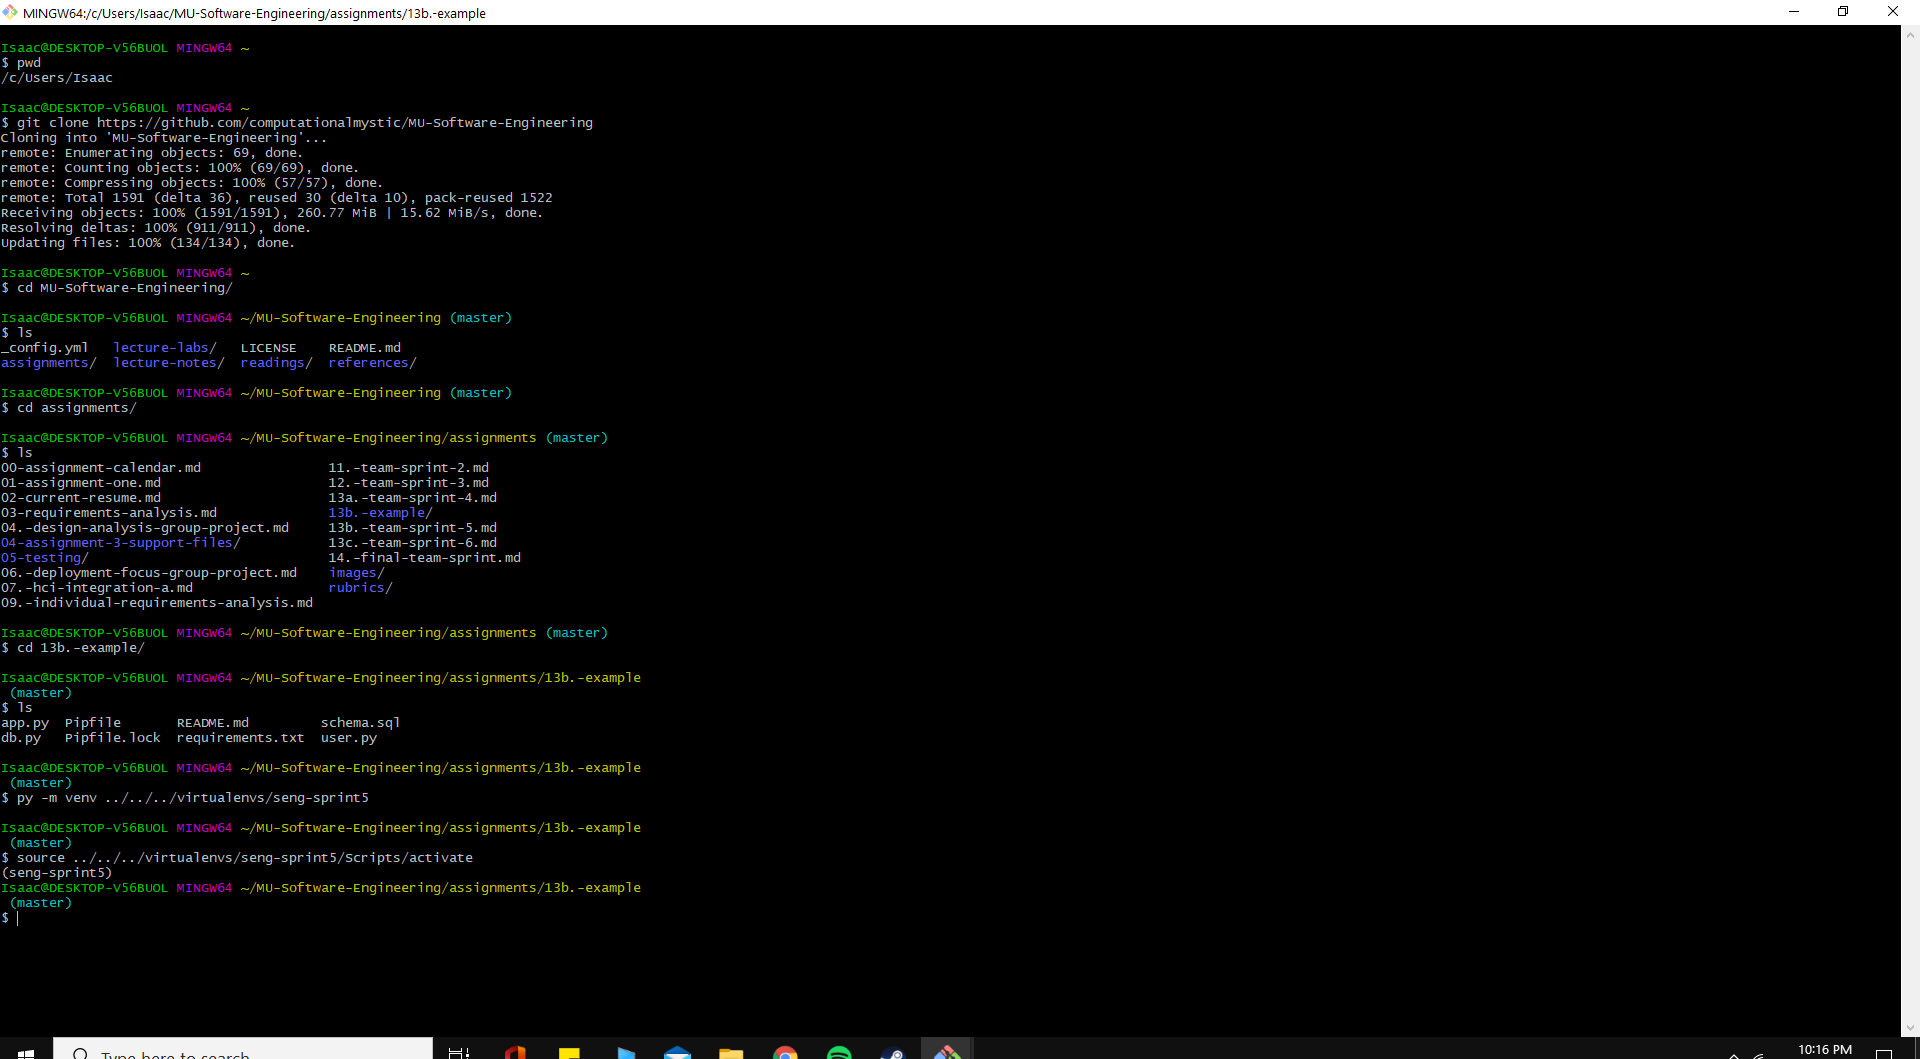 MINGW64:/c/Users/Isaac/MU-Software-Engineering/assignments/13b.-example
Isaac@DESKTOP-V56BUOL MINGW64 ~
$ pwd
/c/Users/Isaac
Isaac@DESKTOP-V56BUOL MINGW64 ~
$ git clone https://github.com/computationalmystic/MU-Software-Engineering
Cloning into 'MU-Software-Engineering'...
remote: Enumerating objects: 69, done.
remote: Counting objects: 100% (69/69), done.
remote: Compressing objects: 100% (57/57), done.
remote: Total 1591 (delta 36), reused 30 (delta 10), pack-reused 1522
Receiving objects: 100% (1591/1591), 260.77 MiB | 15.62 MiB/s, done.
Resolving deltas: 100% (911/911), done.
Updating files: 100% (134/134), done.
Isaac@DESKTOP-V56BUOL MINGW64 ~
$ cd MU-Software-Engineering/
Isaac@DESKTOP-V56BUOL MINGW64 ~/MU-Software-Engineering (master)
$ ls
_config.yml   lecture-labs/   LICENSE    README.md
assignments/  lecture-notes/  readings/  references/
Isaac@DESKTOP-V56BUOL MINGW64 ~/MU-Software-Engineering (master)
$ cd assignments/
Isaac@DESKTOP-V56BUOL MINGW64 ~/MU-Software-Engineering/assignments (master)
$ ls
00-assignment-calendar.md                11.-team-sprint-2.md
01-assignment-one.md                     12.-team-sprint-3.md
02-current-resume.md                     13a.-team-sprint-4.md
03-requirements-analysis.md              13b.-example/
04.-design-analysis-group-project.md     13b.-team-sprint-5.md
04-assignment-3-support-files/           13c.-team-sprint-6.md
05-testing/                              14.-final-team-sprint.md
06.-deployment-focus-group-project.md    images/
07.-hci-integration-a.md                 rubrics/
09.-individual-requirements-analysis.md
Isaac@DESKTOP-V56BUOL MINGW64 ~/MU-Software-Engineering/assignments (master)
$ cd 13b.-example/
Isaac@DESKTOP-V56BUOL MINGW64 ~/MU-Software-Engineering/assignments/13b.-example
(master)
$ ls
app.py  Pipfile       README.md         schema.sql
db.py   Pipfile.lock  requirements.txt  user.py
Isaac@DESKTOP-V56BUOL MINGW64 ~/MU-Software-Engineering/assignments/13b.-example
(master)
$ py -m venv ../../../virtualenvs/seng-sprint5
Isaac@DESKTOP-V56BUOL MINGW64 ~/MU-Software-Engineering/assignments/13b.-example
(master)
$ source ../../../virtualenvs/seng-sprint5/Scripts/activate
(seng-sprint5)
Isaac@DESKTOP-V56BUOL MINGW64 ~/MU-Software-Engineering/assignments/13b.-example
(master)
$
Type here to search
10:16 PM